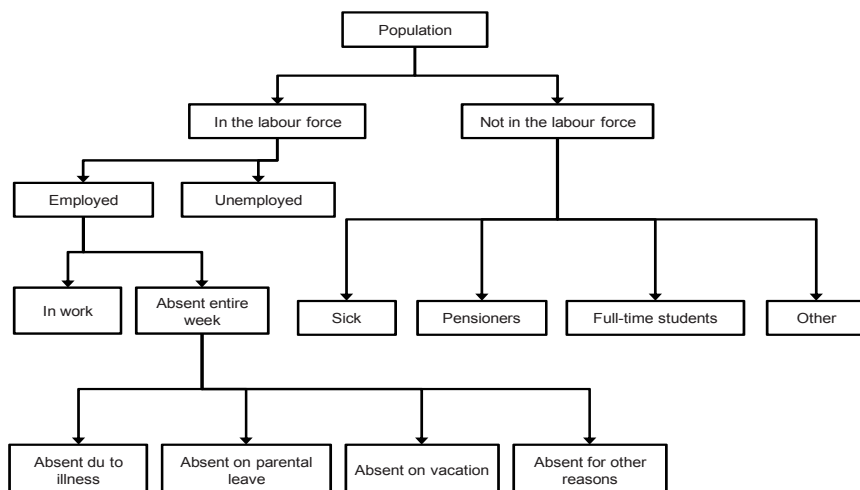 Population
In the labour force
Not in the labour force
Employed
Unemployed
In work
Absent entire
week
Sick
Pensioners
Full-time students
Other
Absent du to
illness
Absent on parental
leave
Absent on vacation
Absent for other
reasons